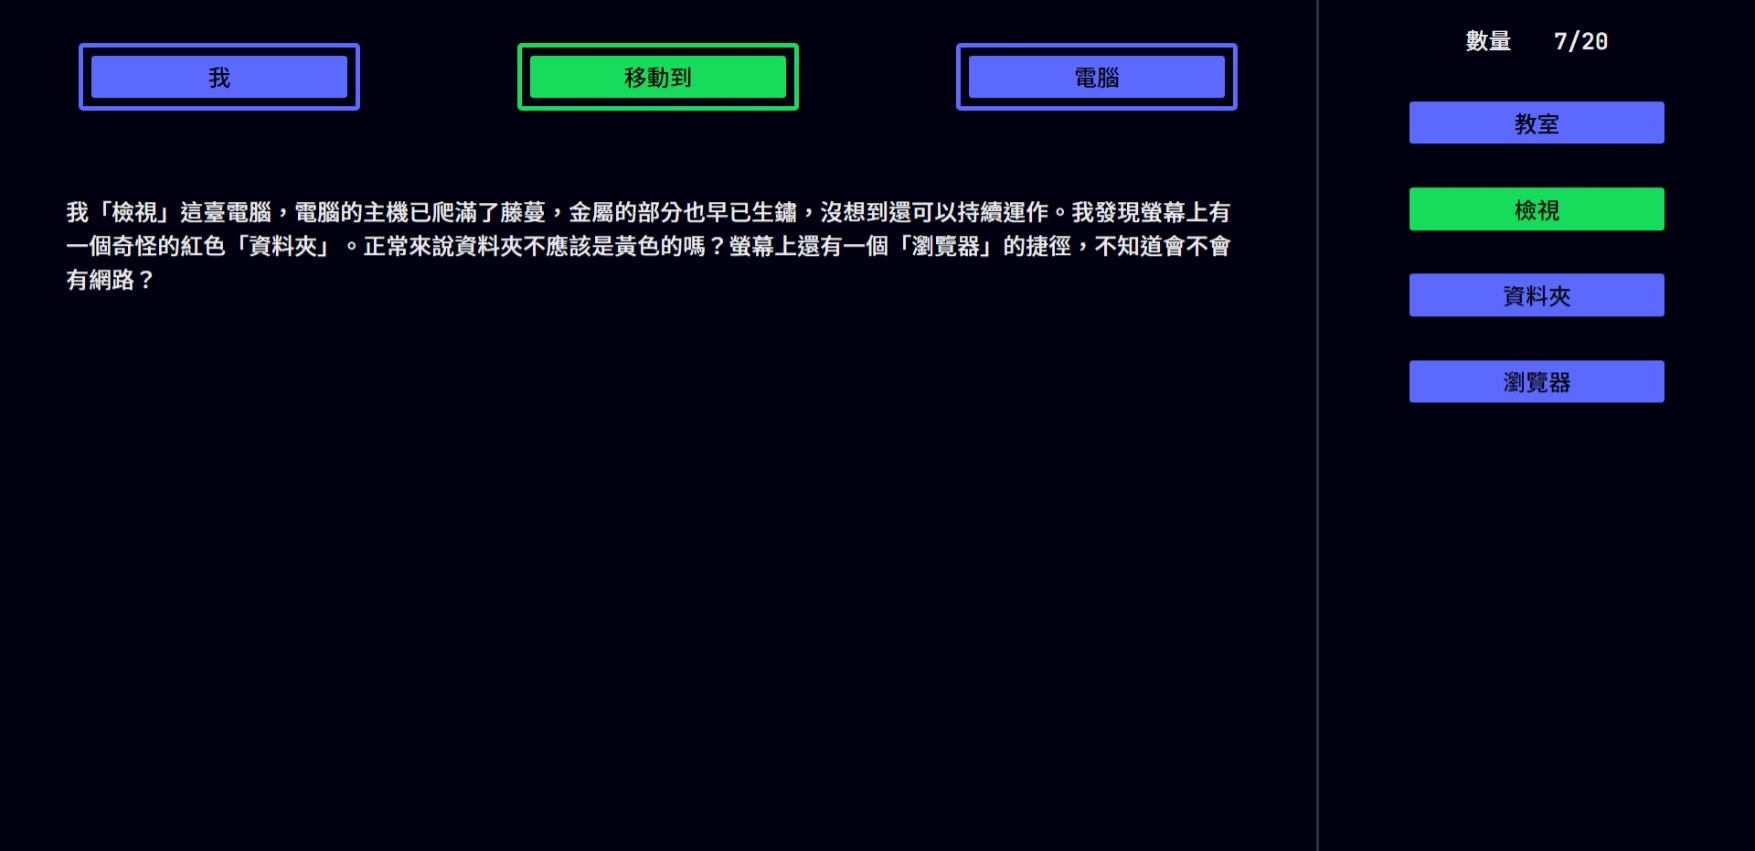 我
移動到
電腦
我「檢視」這臺電腦，電腦的主機已爬滿了藤蔓，金屬的部分也早已生鏽，沒想到還可以持續運作。我發現螢幕上有
一個奇怪的紅色「資料夾」。正常來說資料夾不應該是黃色的嗎？螢幕上還有一個「瀏覽器」的捷徑，不知道會不會
有網路？
數量 7/20
教室
檢視
資料夾
瀏覽器